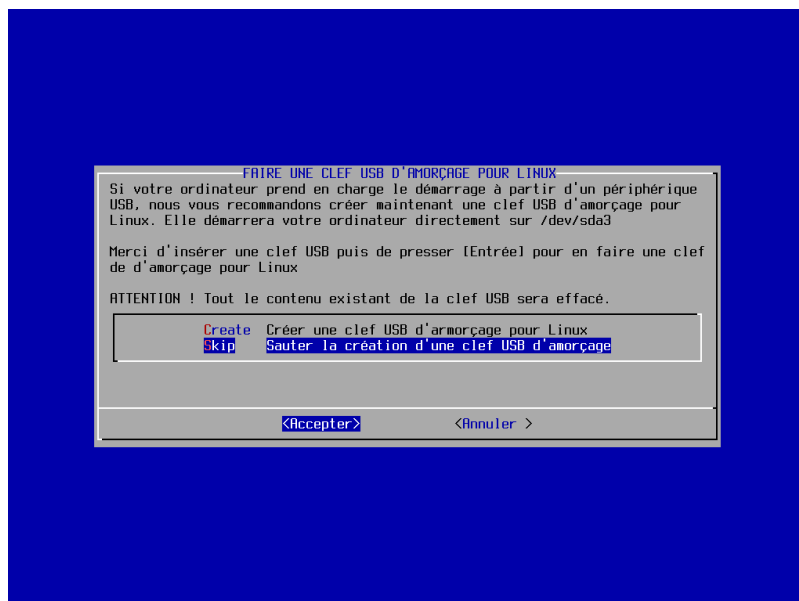 FAIRE UNE CLEF USB D'AMORÇAGE POUR LINUX
Si votre ordinateur prend en charge le démarrage à partir d'un périphérique
USB, nous vous recommandons créer maintenant une clef USB d'amorçage pour
Linux. Elle démarrera votre ordinateur directement sur /dev/sda3
Merci d'insérer une clef USB puis de presser [Entrée] pour en faire une clef
de d'amorçage pour Linux
ATTENTION ! Tout le contenu existant de la clef USB sera effacé.
Create Créer une clef USB d'armorçage pour Linux
Skip Sauter la création d'une clef USB d'amorçage
<Accepter> <Annuler >